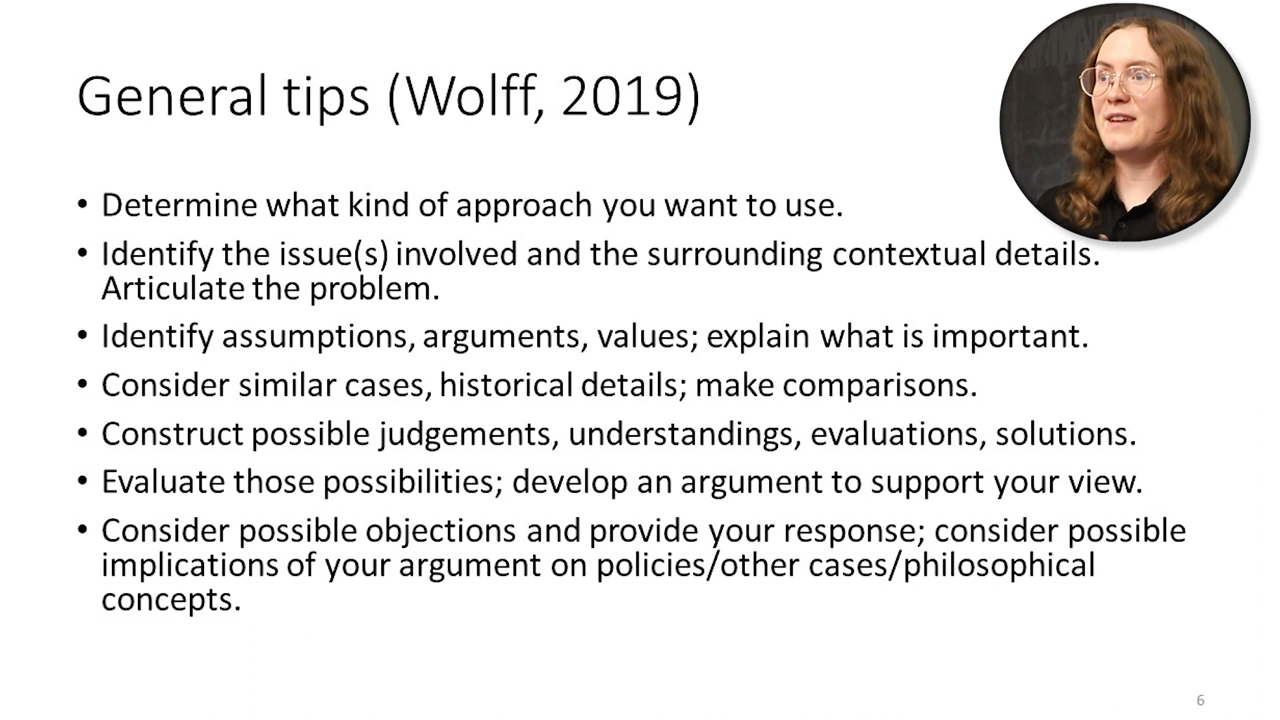 General tips (Wolff, 2019)
• Determine what kind of approach you want to use.
• Identify the issue(s) involved and the surrounding contextual details.
Articulate the problem.
• Identify assumptions, arguments, values; explain what is important.
• Consider similar cases, historical details; make comparisons.
• Construct possible judgements, understandings, evaluations, solutions.
• Evaluate those possibilities; develop an argument to support your view.
• Consider possible objections and provide your response; consider possible
implications of your argument on policies/other cases/philosophical
concepts.
6